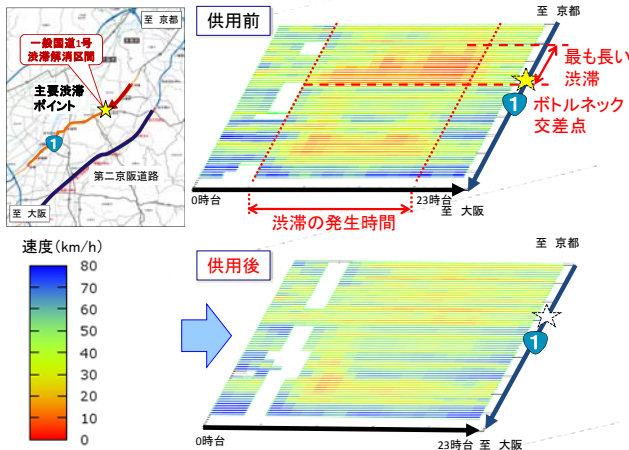 至 京都
一般国道1号
渋滞解消区間
主要渋滞
ポイント
1
第二京阪道路
至 大阪
供用前
至 京都
最も長い
渋滞
1
ボトルネック
交差点
0時台
23時台
至 大阪
渋滞の発生時間
速度(km/h)
80
70
60
50
40
30
20
10
0
供用後
至 京都
1
0時台
23時台 至 大阪